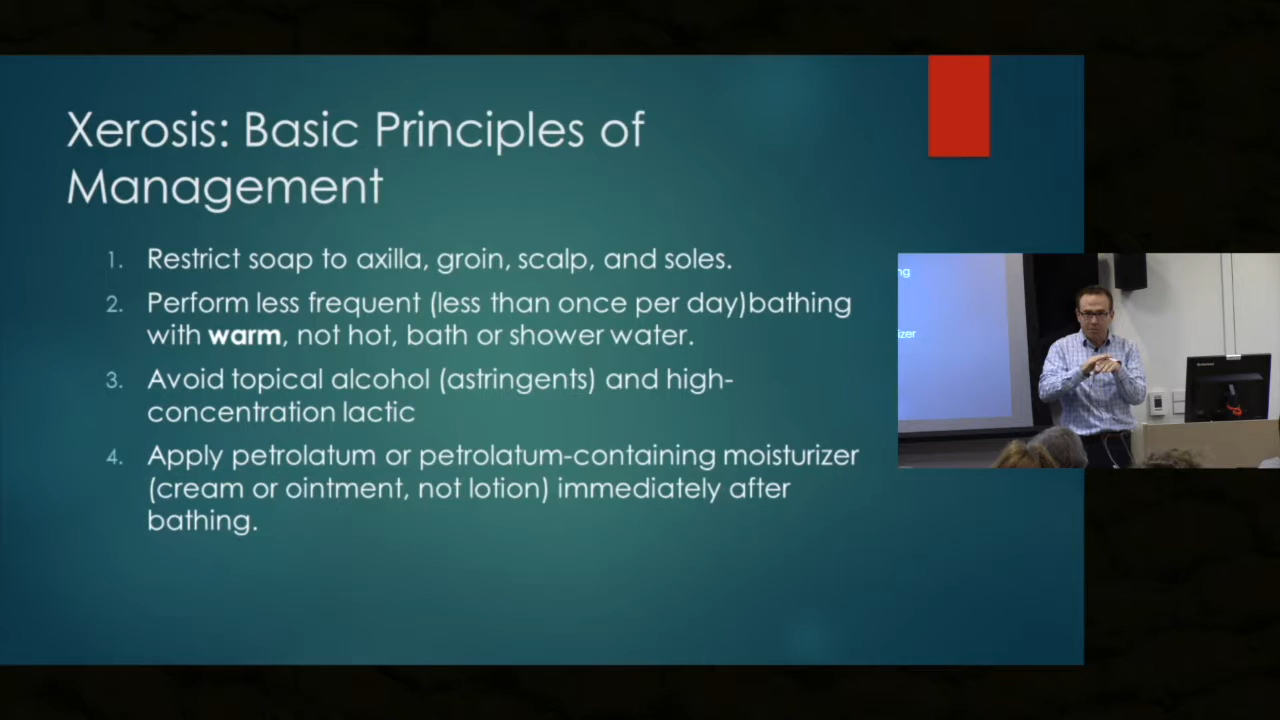 Xerosis: Basic Principles of
Management
1. Restrict soap to axilla, groin, scalp, and soles.
2. Perform less frequent (less than once per day)bathing
with warm, not hot, bath or shower water.
3. Avoid topical alcohol (astringents) and high-
concentration lactic
4. Apply petrolatum or petrolatum-containing moisturizer
(cream or ointment, not lotion) immediately after
bathing.
ng
izer